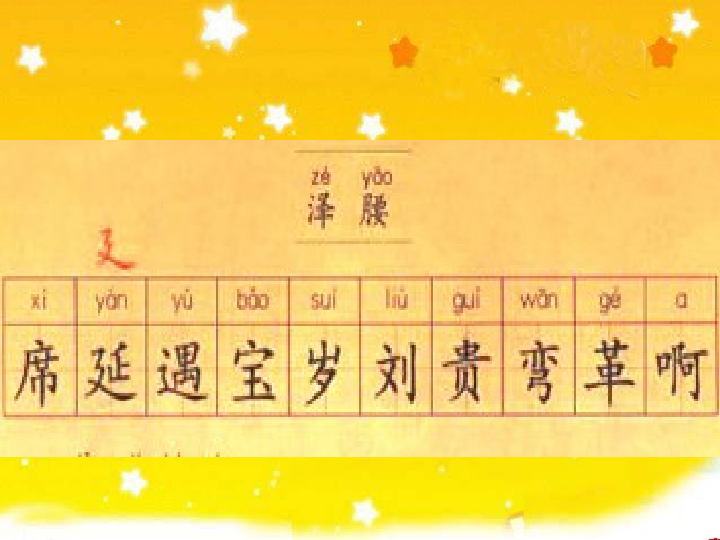 zé yāo
泽 腰
廴
xí yán yù bǎo suì liú guì wān gé a
席 延 遇 宝 岁 刘 贵 弯 革 啊